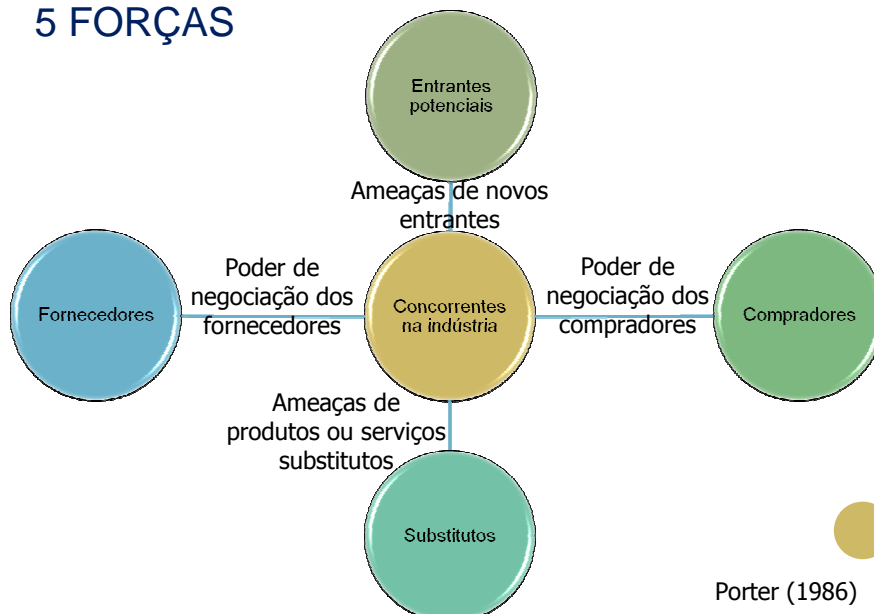 5 FORÇAS
Entrantes
potenciais
Ameaças de novos
entrantes
Fornecedores
Poder de
negociação dos
fornecedores
Concorrentes
na indústria
Poder de
negociação dos
compradores
Compradores
Ameaças de
produtos ou serviços
substitutos
Substitutos
Porter (1986)